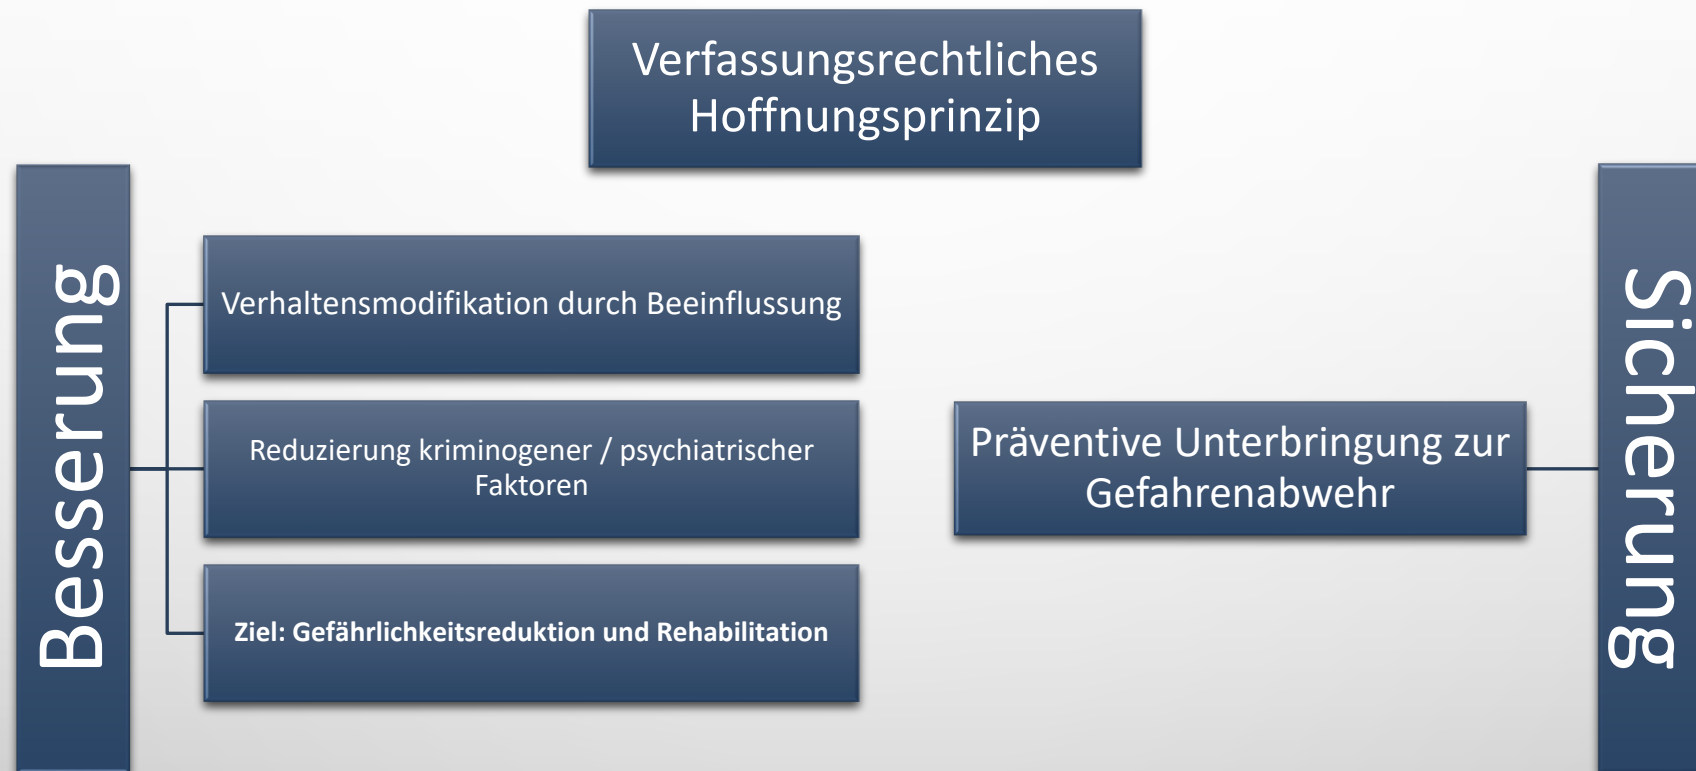 Verfassungsrechtliches
Hoffnungsprinzip
Besserung
Verhaltensmodifikation durch Beeinflussung
Reduzierung kriminogener / psychiatrischer
Faktoren
Ziel: Gefährlichkeitsreduktion und Rehabilitation
Präventive Unterbringung zur
Gefahrenabwehr
Sicherung